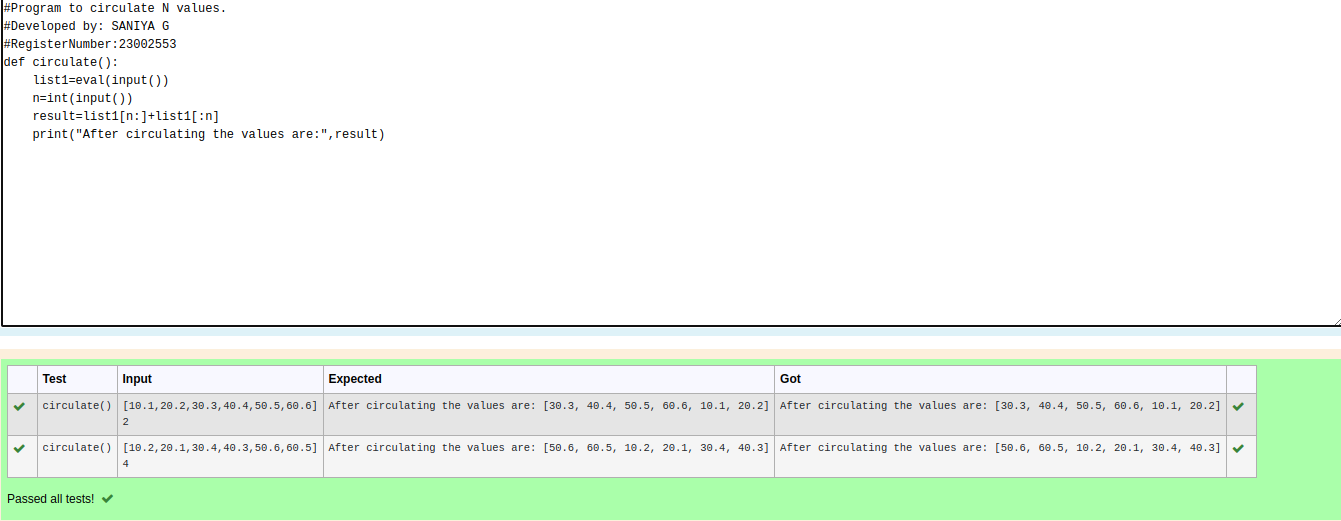 #Program to circulate N values.
#Developed by: SANIYA G
#RegisterNumber:23002553
def circulate():
    list1=eval(input())
    n=int(input())
    result=list1[n:]+list1[:n]
    print("After circulating the values are:",result)
Test Input Expected Got
circulate() [10.1,20.2,30.3,40.4,50.5,60.6] After circulating the values are: [30.3, 40.4, 50.5, 60.6, 10.1, 20.2] After circulating the values are: [30.3, 40.4, 50.5, 60.6, 10.1, 20.2]
2
circulate() [10.2,20.1,30.4,40.3,50.6,60.5] After circulating the values are: [50.6, 60.5, 10.2, 20.1, 30.4, 40.3] After circulating the values are: [50.6, 60.5, 10.2, 20.1, 30.4, 40.3]
4
Passed all tests!